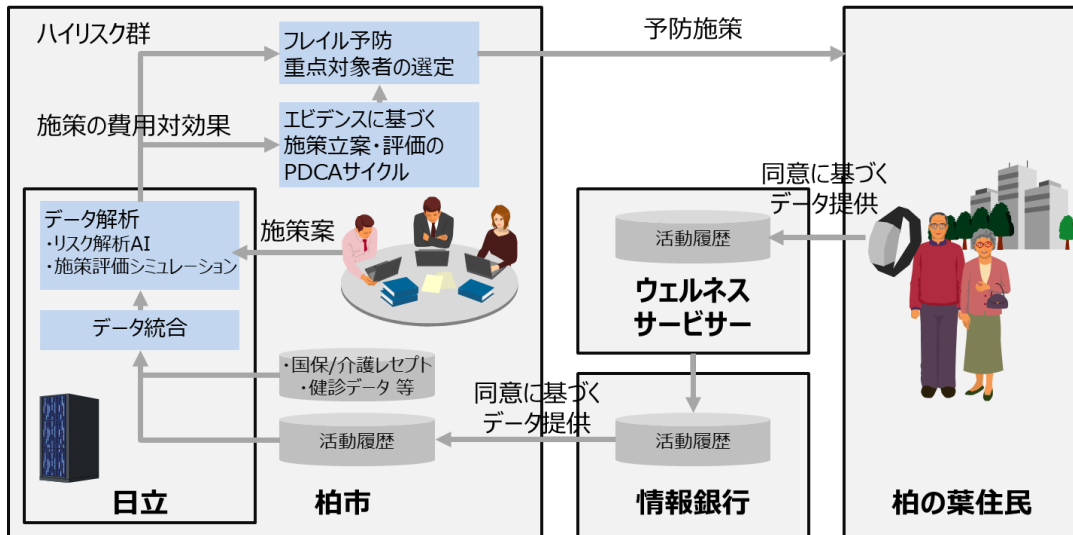 ハイリスク群
フレイル予防
重点対象者の選定
予防施策
施策の費用対効果
エビデンスに基づく
施策立案・評価の
PDCAサイクル
データ解析
・リスク解析AI
・施策評価シミュレーション
施策案
データ統合
・国保/介護レセプト
・健診データ 等
活動履歴
日立
柏市
同意に基づく
データ提供
活動履歴
ウェルネス
サービサー
同意に基づく
データ提供
活動履歴
情報銀行
柏の葉住民